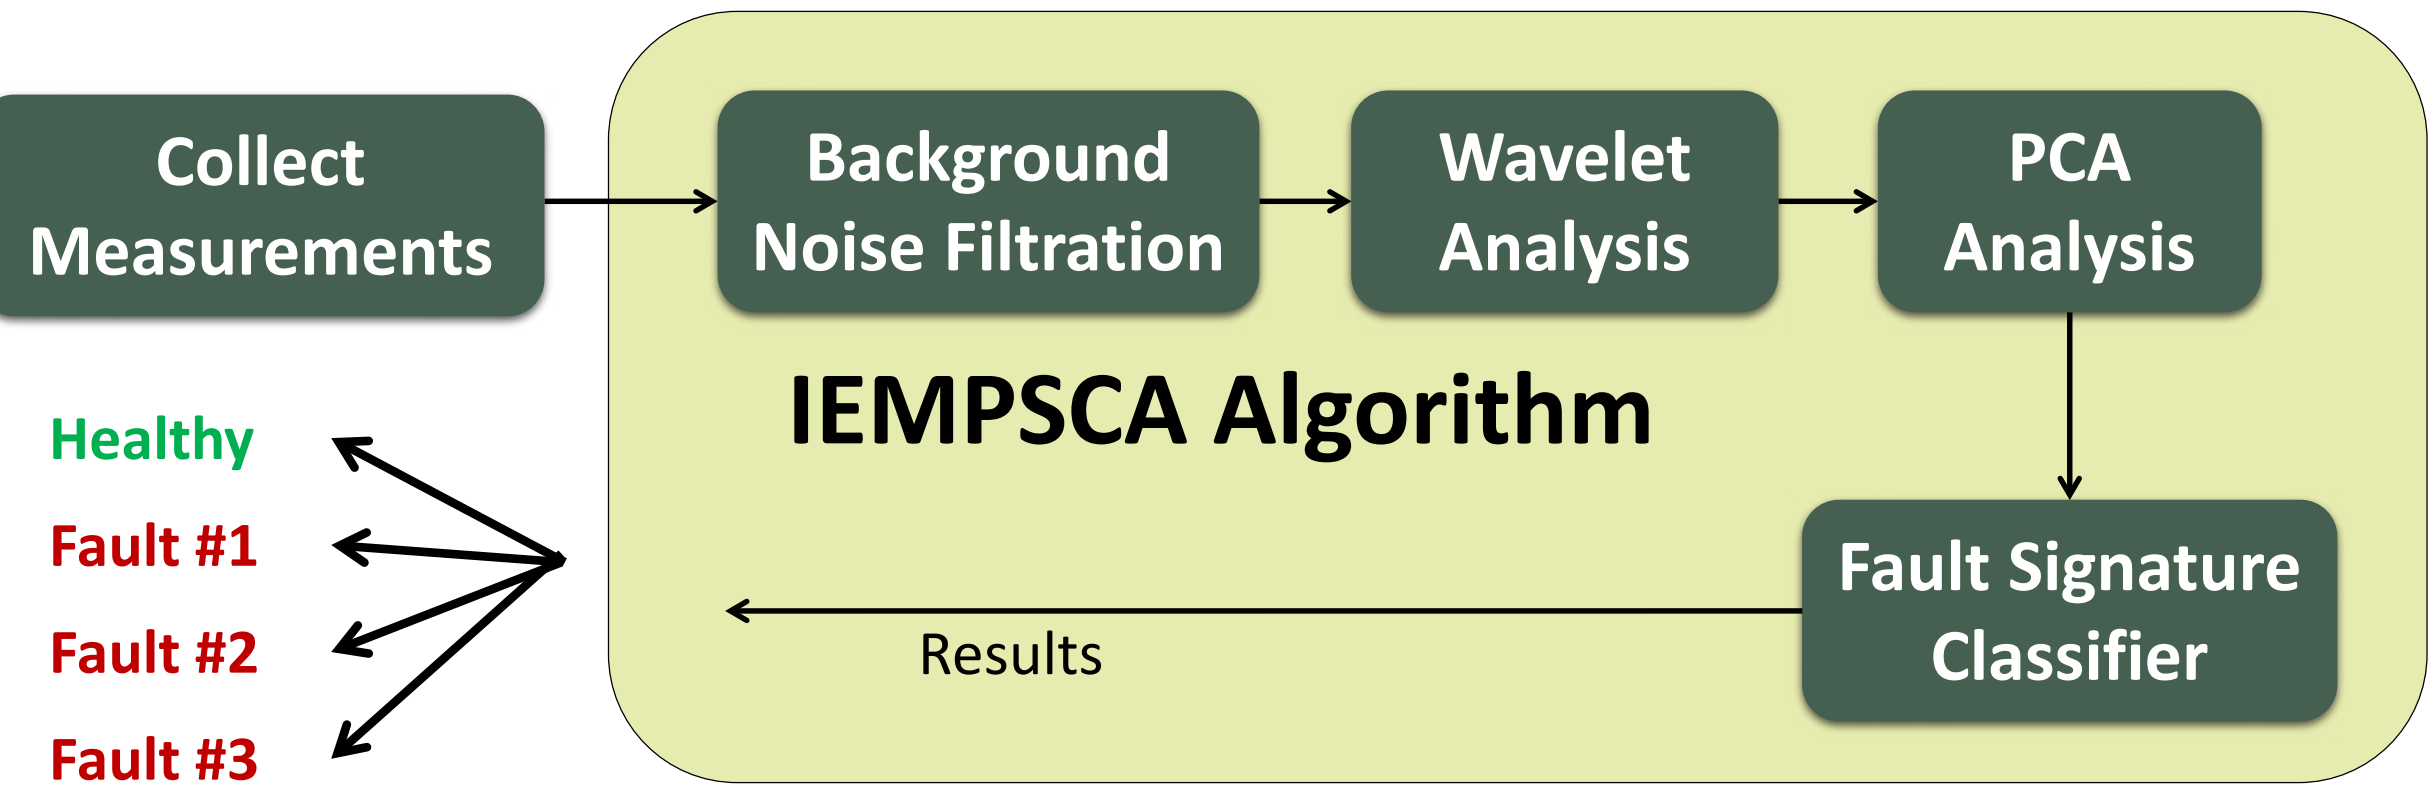 Collect
Measurements
Background
Noise Filtration
Wavelet
Analysis
PCA
Analysis
IEMPSCA Algorithm
Fault Signature
Classifier
Results
Healthy
Fault #1
Fault #2
Fault #3